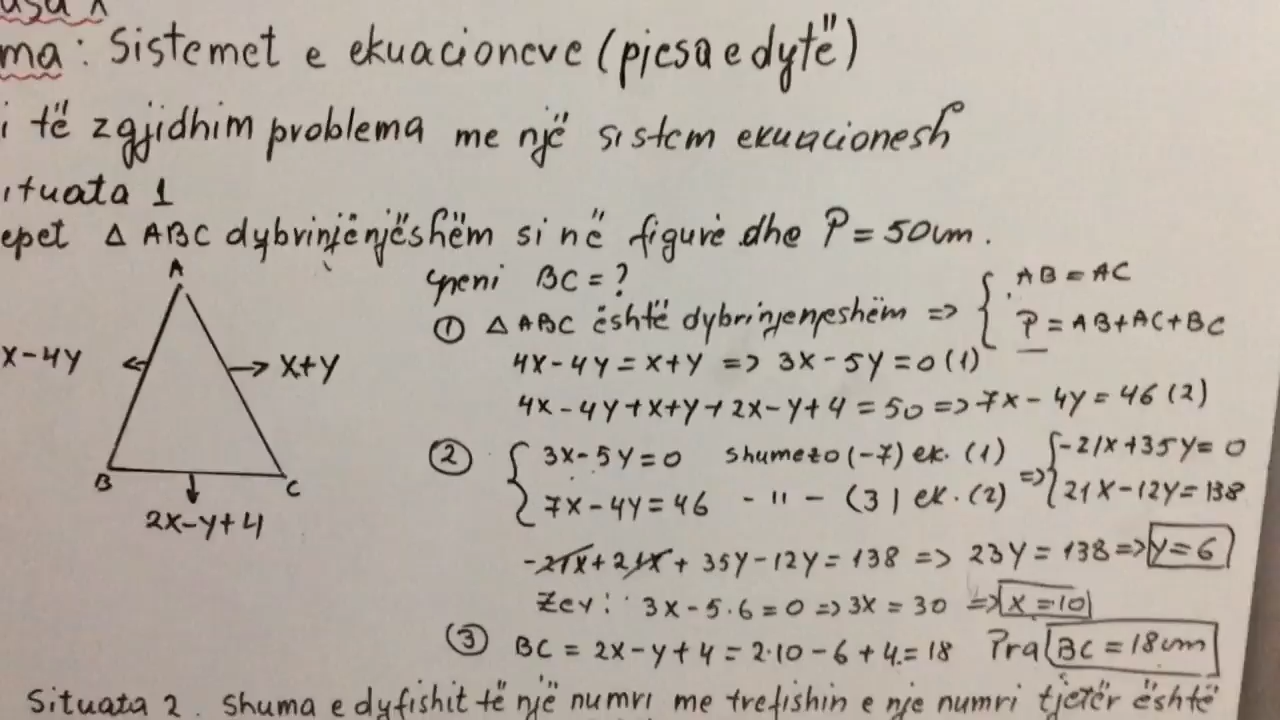 ma: Sistemet e ekuacioneve (pjesa e dytë)
i të zgjidhim problema me një sistem ekuacionesh
ituata 1
epet △ ABC dybrinjënjëshëm si në figurë dhe P = 50cm.
A
gjeni BC = ?
{ AB = AC
① △ ABC është dybrinjenjeshëm => { P = AB+AC+BC
x-4y
x+y
4x-4y = x+y => 3x-5y=0 (1)
4x-4y+x+y+2x-y+4=50 => 7x-4y=46 (2)
B
C
2x-y+4
② { 3x-5y=0 shumëzo (-7) ek. (1) => { -21x+35y=0
{ 7x-4y=46 - " - (3) ek. (2) { 21x-12y=138
-21x+21x+35y-12y=138 => 23y=138 => y=6
Zëv: 3x-5.6=0 => 3x=30 => x=10
③ BC = 2x-y+4 = 2.10-6+4=18 Pra BC = 18cm
Situata 2. Shuma e dyfishit të një numri me trefishin e një numri tjetër është